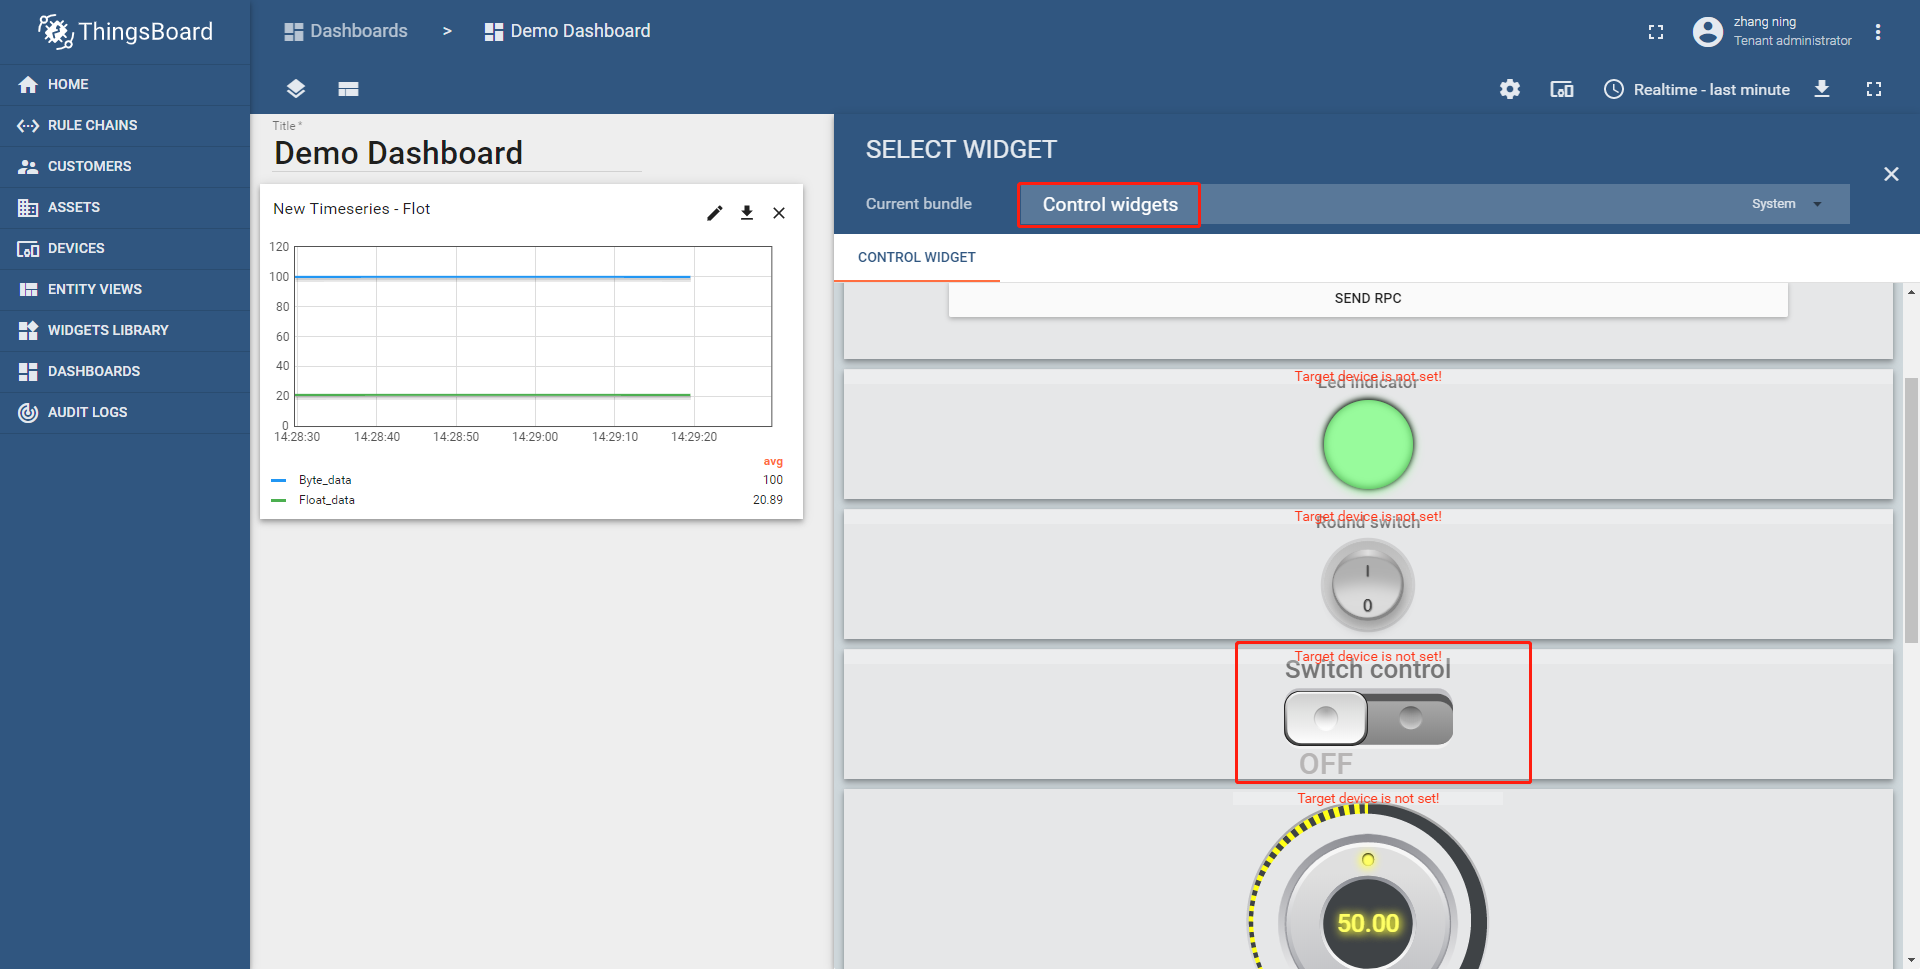 ThingsBoard
HOME
RULE CHAINS
CUSTOMERS
ASSETS
DEVICES
ENTITY VIEWS
WIDGETS LIBRARY
DASHBOARDS
AUDIT LOGS
Dashboards > Demo Dashboard
zhang ning
Tenant administrator
Realtime - last minute
Title *
Demo Dashboard
New Timeseries - Flot
120
100
80
60
40
20
0
14:28:30 14:28:40 14:28:50 14:29:00 14:29:10 14:29:20
avg
Byte_data 100
Float_data 20.89
SELECT WIDGET
Current bundle Control widgets System
CONTROL WIDGET
SEND RPC
Target device is not set!
Led indicator
Target device is not set!
Round switch
I
0
Target device is not set!
Switch control
OFF
Target device is not set!
50.00